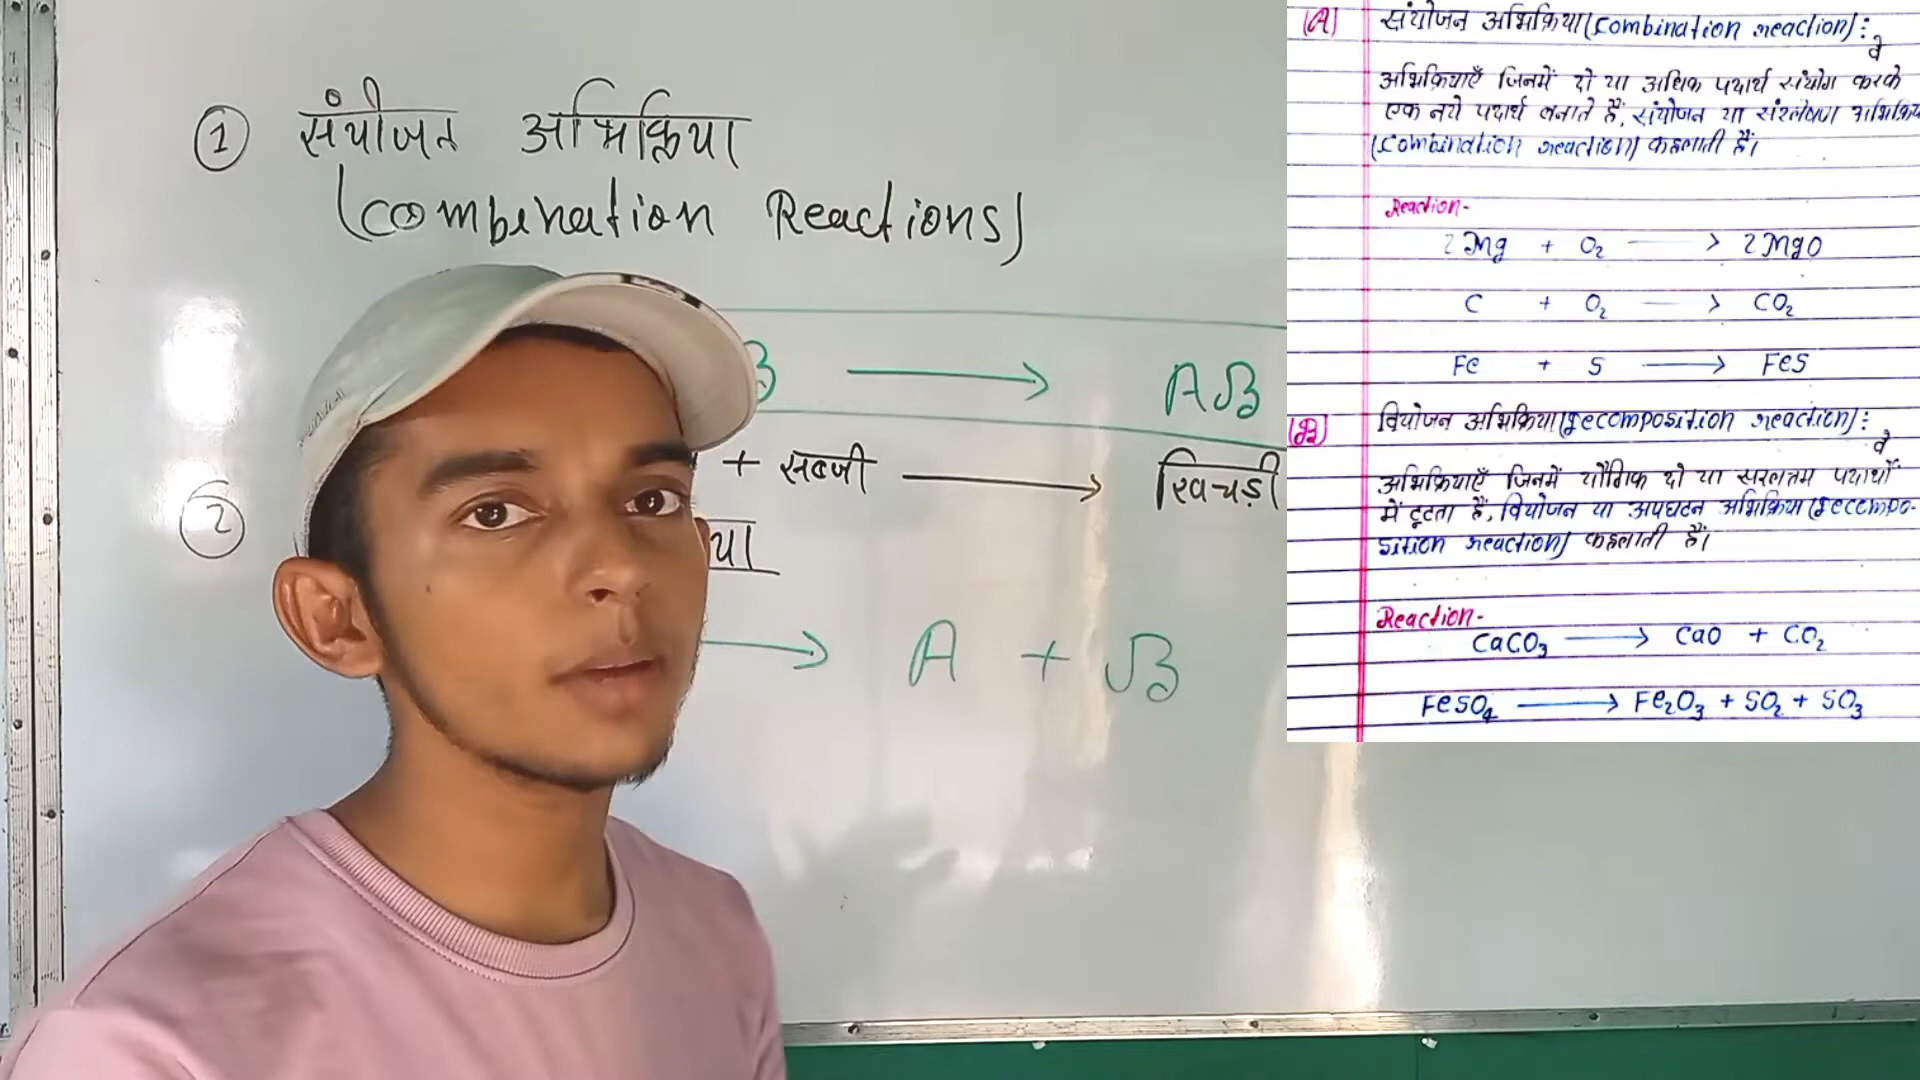 ① संयोजन अभिक्रिया
(combination Reactions)
B ⟶ AB
+ सब्जी ⟶ खिचड़ी
②
या
⟶ A + B
(A) संयोजन अभिक्रिया (combination reaction) : वे
अभिक्रियाएँ जिनमें दो या अधिक पदार्थ संयोग करके
एक नये पदार्थ बनाते हैं, संयोजन या संश्लेषण अभिक्रिय
(combination reaction) कहलाती हैं।
Reaction-
2Mg + O₂ ⟶ 2MgO
C + O₂ ⟶ CO₂
Fe + S ⟶ FeS
(B) वियोजन अभिक्रिया (Decomposition reaction) : वे
अभिक्रियाएँ जिनमें यौगिक दो या सरलतम पदार्थों
में टूटता है, वियोजन या अपघटन अभिक्रिया (Decompo-
sition reaction) कहलाती हैं।
Reaction-
CaCO₃ ⟶ CaO + CO₂
FeSO₄ ⟶ Fe₂O₃ + SO₂ + SO₃